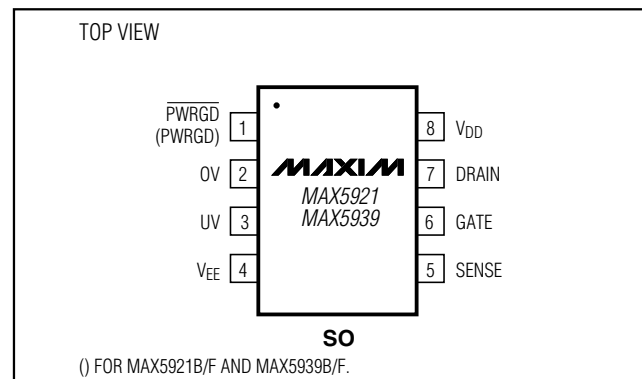 TOP VIEW
PWRGD
(PWRGD) 1
OV 2
UV 3
VEE 4
MAXIM
MAX5921
MAX5939
8 VDD
7 DRAIN
6 GATE
5 SENSE
SO
() FOR MAX5921B/F AND MAX5939B/F.